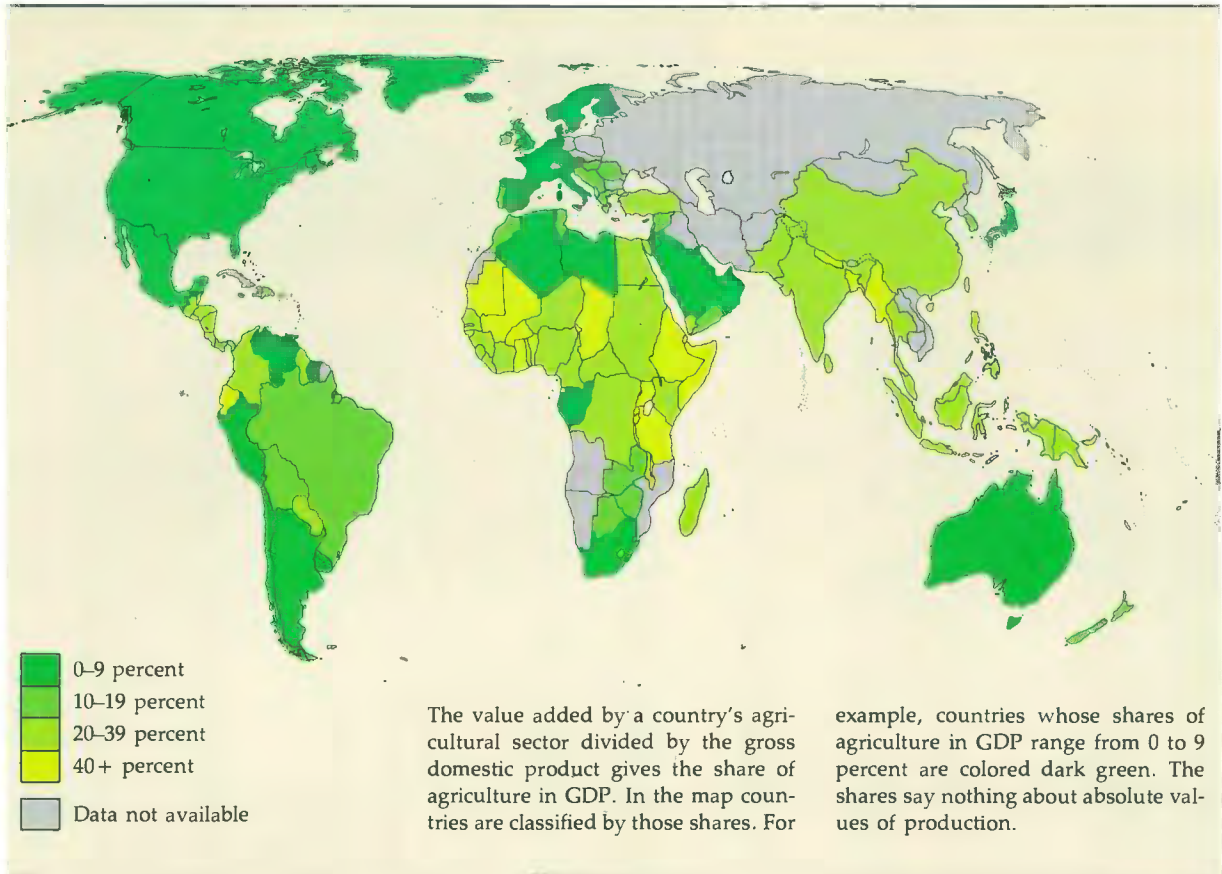 0–9 percent
10–19 percent
20–39 percent
40+ percent
Data not available
The value added by a country's agri-
cultural sector divided by the gross
domestic product gives the share of
agriculture in GDP. In the map coun-
tries are classified by those shares. For
example, countries whose shares of
agriculture in GDP range from 0 to 9
percent are colored dark green. The
shares say nothing about absolute val-
ues of production.